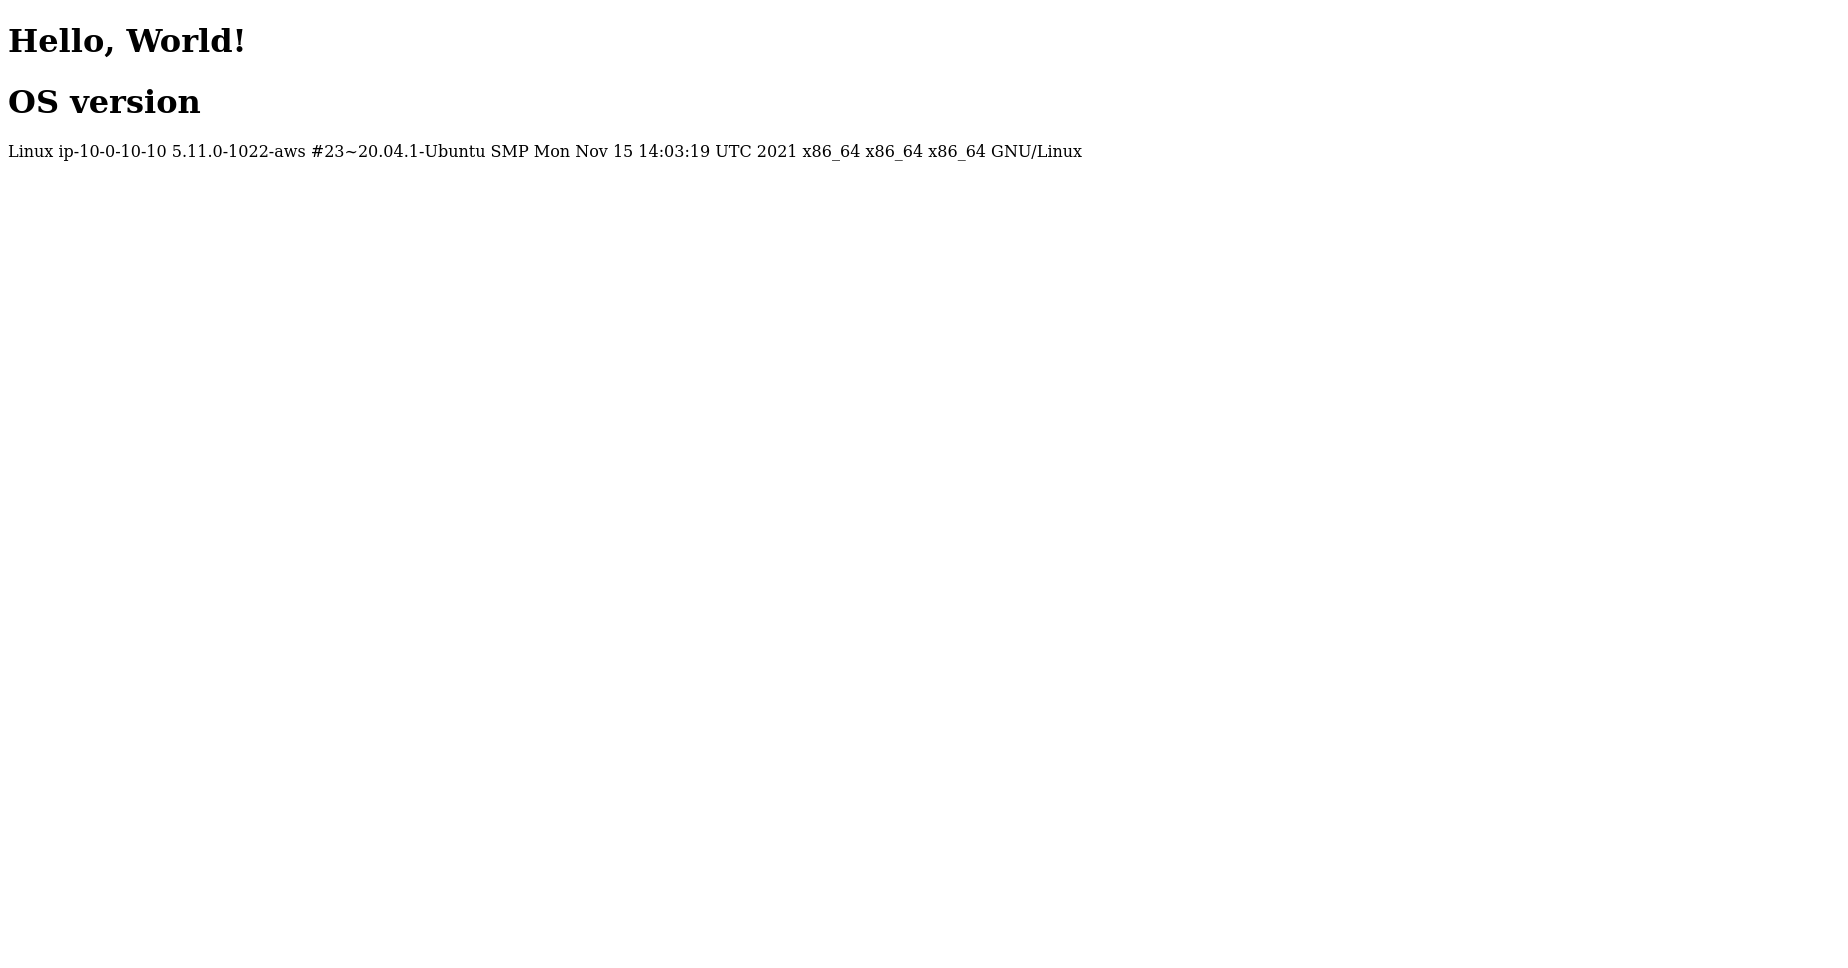 Hello, World!
OS version
Linux ip-10-0-10-10 5.11.0-1022-aws #23~20.04.1-Ubuntu SMP Mon Nov 15 14:03:19 UTC 2021 x86_64 x86_64 x86_64 GNU/Linux